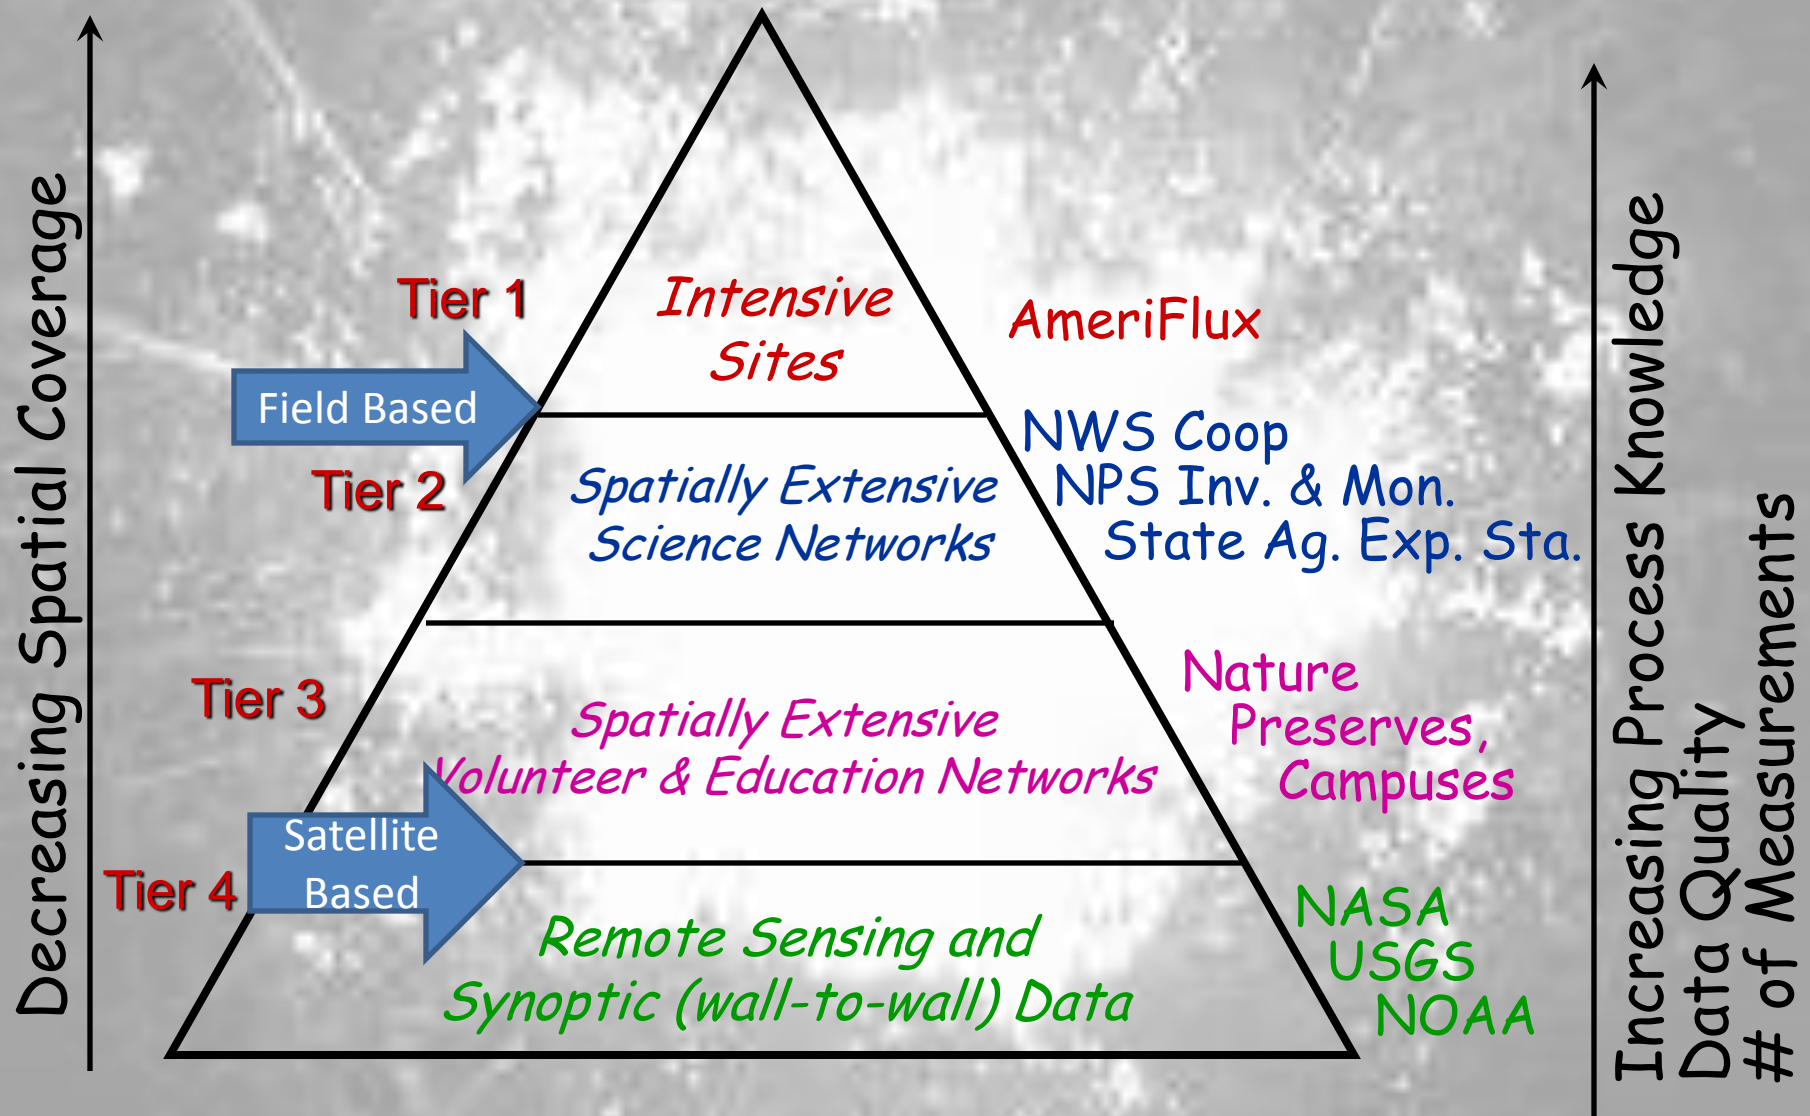 Decreasing Spatial Coverage
Tier 1
Intensive
Sites
AmeriFlux
Field Based
Tier 2
Spatially Extensive
Science Networks
NWS Coop
NPS Inv. & Mon.
State Ag. Exp. Sta.
Tier 3
Spatially Extensive
Volunteer & Education Networks
Nature
Preserves,
Campuses
Satellite
Based
Tier 4
Remote Sensing and
Synoptic (wall-to-wall) Data
NASA
USGS
NOAA
Increasing Process Knowledge
Data Quality
# of Measurements